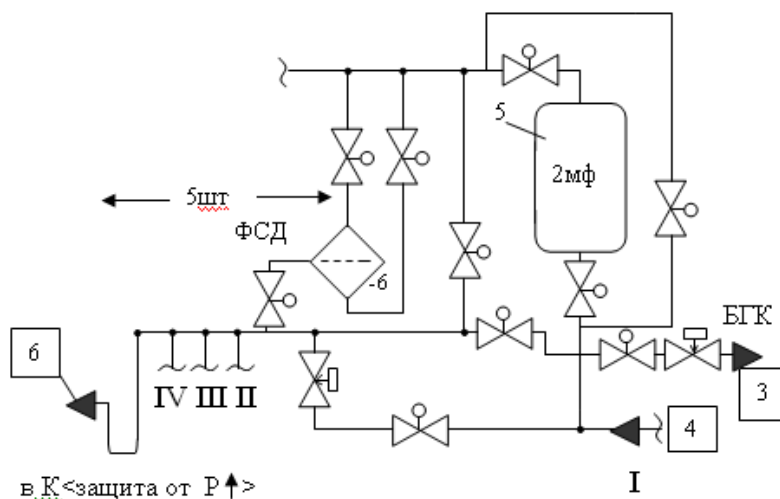 5
2мф
5шт
ФСД
-6
БГК
6
IV III II
3
4
в К<защита от Р↑>
I